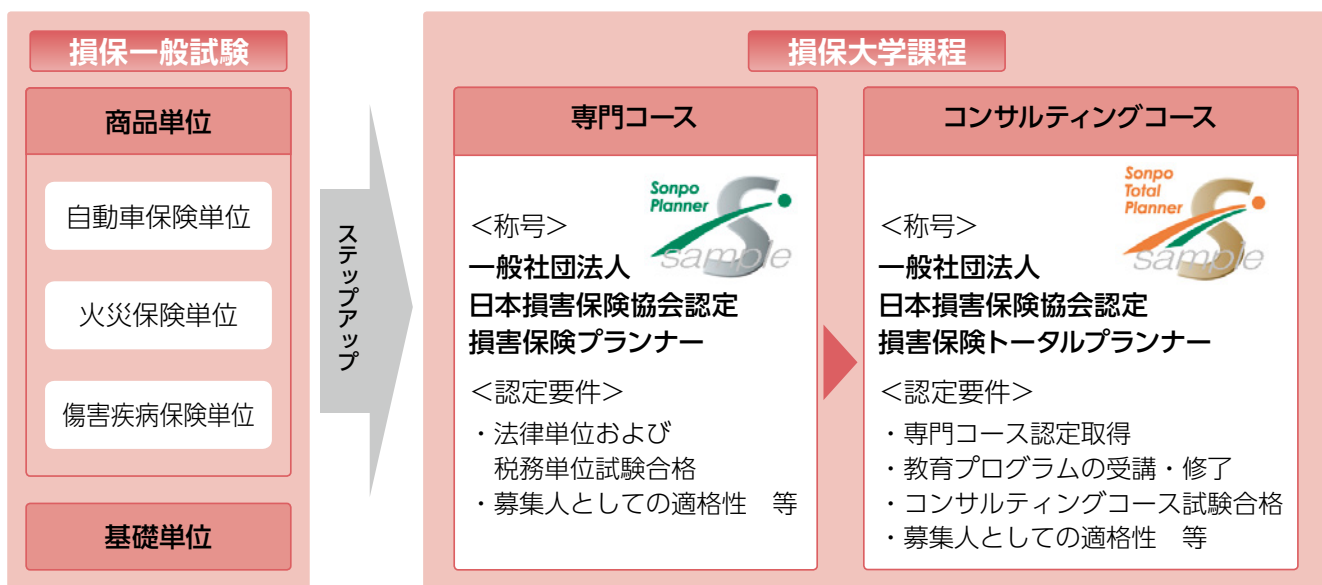 損保一般試験
商品単位
自動車保険単位
火災保険単位
傷害疾病保険単位
基礎単位
ステップアップ
損保大学課程
専門コース
Sonpo
Planner
sample
＜称号＞
一般社団法人
日本損害保険協会認定
損害保険プランナー
＜認定要件＞
・法律単位および
税務単位試験合格
・募集人としての適格性　等
コンサルティングコース
Sonpo
Total
Planner
sample
＜称号＞
一般社団法人
日本損害保険協会認定
損害保険トータルプランナー
＜認定要件＞
・専門コース認定取得
・教育プログラムの受講・修了
・コンサルティングコース試験合格
・募集人としての適格性　等